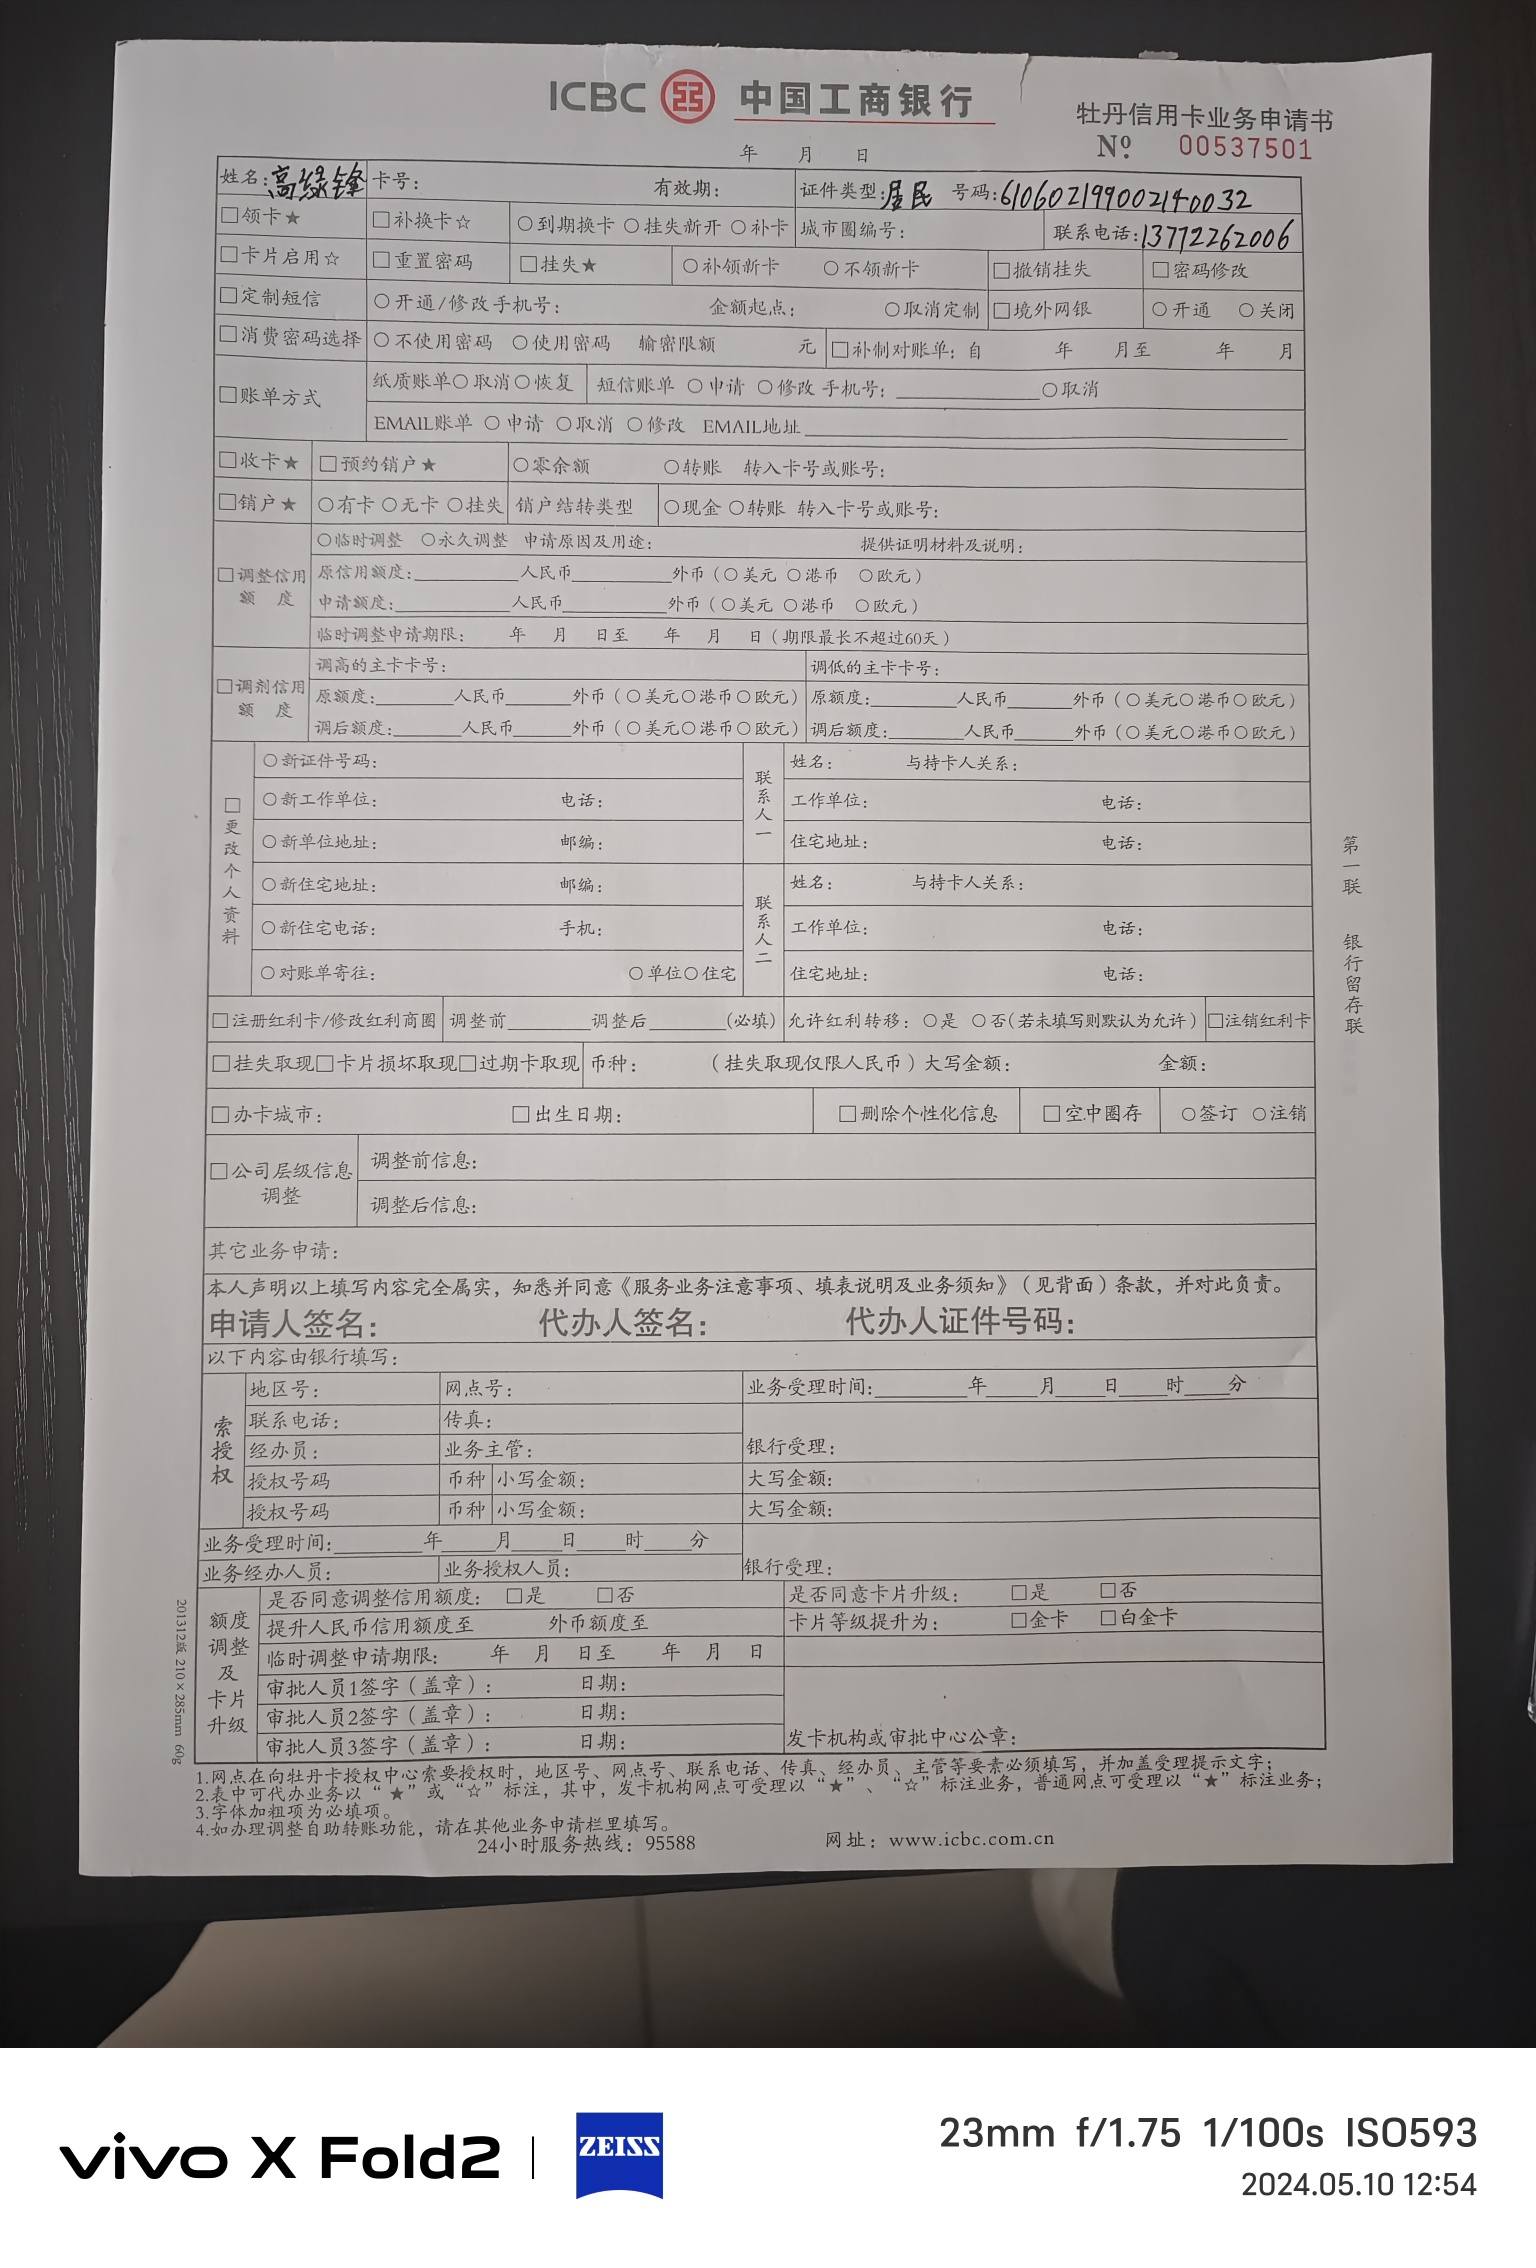 ICBC 中国工商银行
牡丹信用卡业务申请书
年 月 日 № 00537501
姓名:高绿锋 卡号: 有效期: 证件类型:居民 号码:610602199002140032
□领卡★ □补换卡☆ ○到期换卡 ○挂失新开 ○补卡 城市圈编号: 联系电话:13772262006
□卡片启用☆ □重置密码 □挂失★ ○补领新卡 ○不领新卡 □撤销挂失 □密码修改
□定制短信 ○开通/修改手机号: 金额起点: ○取消定制 □境外网银 ○开通 ○关闭
□消费密码选择 ○不使用密码 ○使用密码 输密限额 元 □补制对账单: 自 年 月至 年 月
□账单方式 纸质账单○取消○恢复 短信账单 ○申请 ○修改 手机号: ○取消
EMAIL账单 ○申请 ○取消 ○修改 EMAIL地址
□收卡★ □预约销户★ ○零余额 ○转账 转入卡号或账号:
□销户★ ○有卡 ○无卡 ○挂失 销户结转类型 ○现金 ○转账 转入卡号或账号:
□调整信用额 度 ○临时调整 ○永久调整 申请原因及用途: 提供证明材料及说明:
原信用额度: 人民币 外币(○美元 ○港币 ○欧元)
申请额度: 人民币 外币(○美元 ○港币 ○欧元)
临时调整申请期限: 年 月 日至 年 月 日(期限最长不超过60天)
□调剂信用额 度 调高的主卡卡号: 调低的主卡卡号:
原额度: 人民币 外币(○美元○港币○欧元) 原额度: 人民币 外币(○美元○港币○欧元)
调后额度: 人民币 外币(○美元○港币○欧元) 调后额度: 人民币 外币(○美元○港币○欧元)
□更改个人资料 ○新证件号码: 联系人一 姓名: 与持卡人关系:
○新工作单位: 电话: 工作单位: 电话:
○新单位地址: 邮编: 住宅地址: 电话:
○新住宅地址: 邮编: 联系人二 姓名: 与持卡人关系:
○新住宅电话: 手机: 工作单位: 电话:
○对账单寄往: ○单位○住宅 住宅地址: 电话:
□注册红利卡/修改红利商圈 调整前 调整后 (必填) 允许红利转移: ○是 ○否(若未填写则默认为允许) □注销红利卡
□挂失取现□卡片损坏取现□过期卡取现 币种: (挂失取现仅限人民币)大写金额: 金额:
□办卡城市: □出生日期: □删除个性化信息 □空中圈存 ○签订 ○注销
□公司层级信息调整 调整前信息:
调整后信息:
其它业务申请:
本人声明以上填写内容完全属实，知悉并同意《服务业务注意事项、填表说明及业务须知》(见背面)条款，并对此负责。
申请人签名: 代办人签名: 代办人证件号码:
以下内容由银行填写:
索授权 地区号: 网点号: 业务受理时间: 年 月 日 时 分
联系电话: 传真:
经办员: 业务主管: 银行受理:
授权号码 币种 小写金额: 大写金额:
授权号码 币种 小写金额: 大写金额:
业务受理时间: 年 月 日 时 分
业务经办人员: 业务授权人员: 银行受理:
额度调整及卡片升级 是否同意调整信用额度: □是 □否 是否同意卡片升级: □是 □否
提升人民币信用额度至 外币额度至 卡片等级提升为: □金卡 □白金卡
临时调整申请期限: 年 月 日至 年 月 日
审批人员1签字(盖章): 日期:
审批人员2签字(盖章): 日期:
审批人员3签字(盖章): 日期: 发卡机构或审批中心公章:
1.网点在向牡丹卡授权中心索要授权时，地区号、网点号、联系电话、传真、经办员、主管等要素必须填写，并加盖受理提示文字;
2.表中可代办业务以“★”或“☆”标注，其中，发卡机构网点可受理以“★”、“☆”标注业务，普通网点可受理以“★”标注业务;
3.字体加粗项为必填项。
4.如办理调整自助转账功能，请在其他业务申请栏里填写。
24小时服务热线: 95588 网址: www.icbc.com.cn
第一联 银行留存联
201312版 210×285mm 60g
vivo X Fold2 ZEISS 23mm f/1.75 1/100s ISO593
2024.05.10 12:54